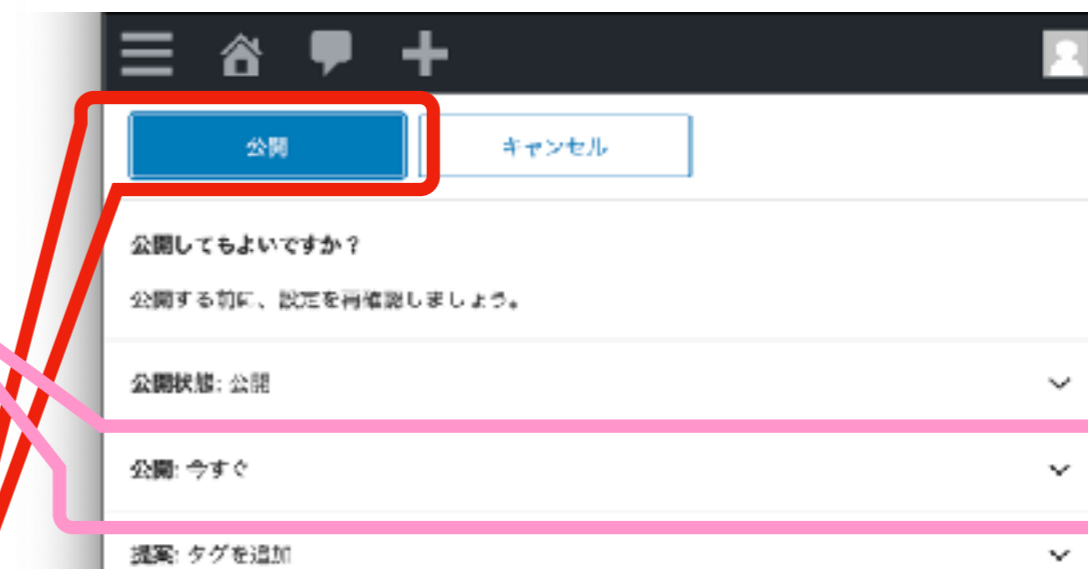 公開
キャンセル
公開してもよいですか？
公開する前に、設定を再確認しましょう。
公開状態: 公開
公開: 今すぐ
提案: タグを追加